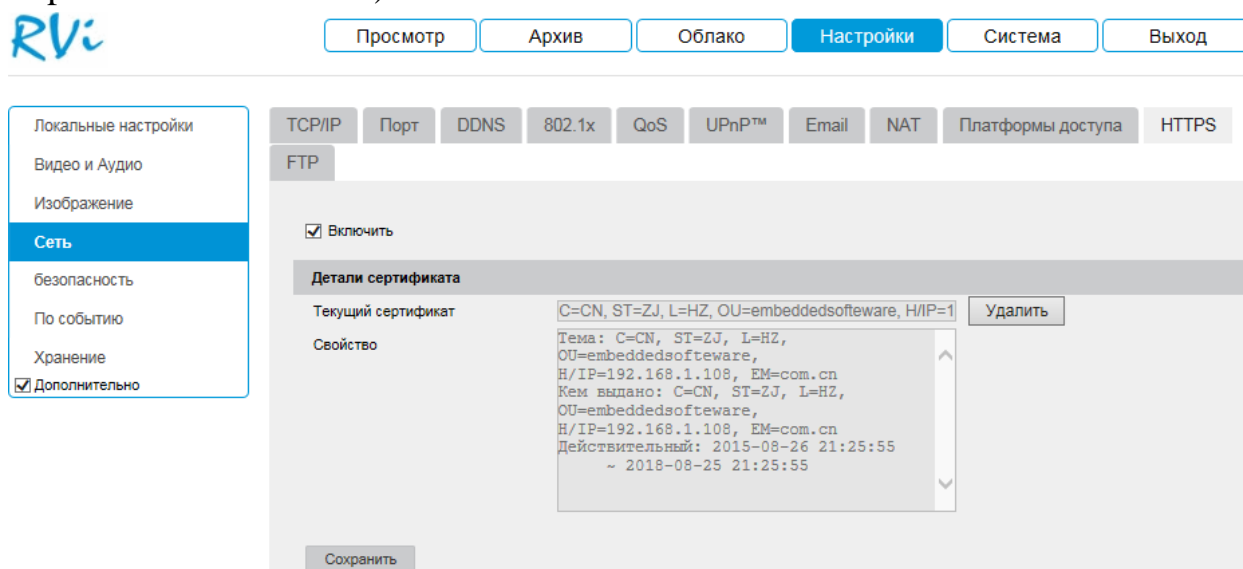 RVi
Просмотр Архив Облако Настройки Система Выход
Локальные настройки
Видео и Аудио
Изображение
Сеть
безопасность
По событию
Хранение
Дополнительно
TCP/IP Порт DDNS 802.1x QoS UPnP™ Email NAT Платформы доступа HTTPS
FTP
Включить
Детали сертификата
Текущий сертификат C=CN, ST=ZJ, L=HZ, OU=embeddedsofteware, H/IP=1 Удалить
Свойство
Тема: C=CN, ST=ZJ, L=HZ,
OU=embeddedsofteware,
H/IP=192.168.1.108, EM=com.cn
Кем выдано: C=CN, ST=ZJ, L=HZ,
OU=embeddedsofteware,
H/IP=192.168.1.108, EM=com.cn
Действительный: 2015-08-26 21:25:55
~ 2018-08-25 21:25:55
Сохранить